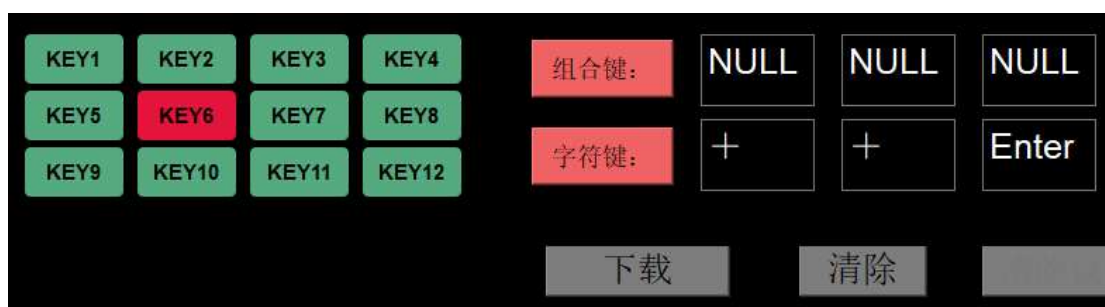 KEY1 KEY2 KEY3 KEY4
KEY5 KEY6 KEY7 KEY8
KEY9 KEY10 KEY11 KEY12
组合键: NULL NULL NULL
字符键: + + Enter
下载 清除